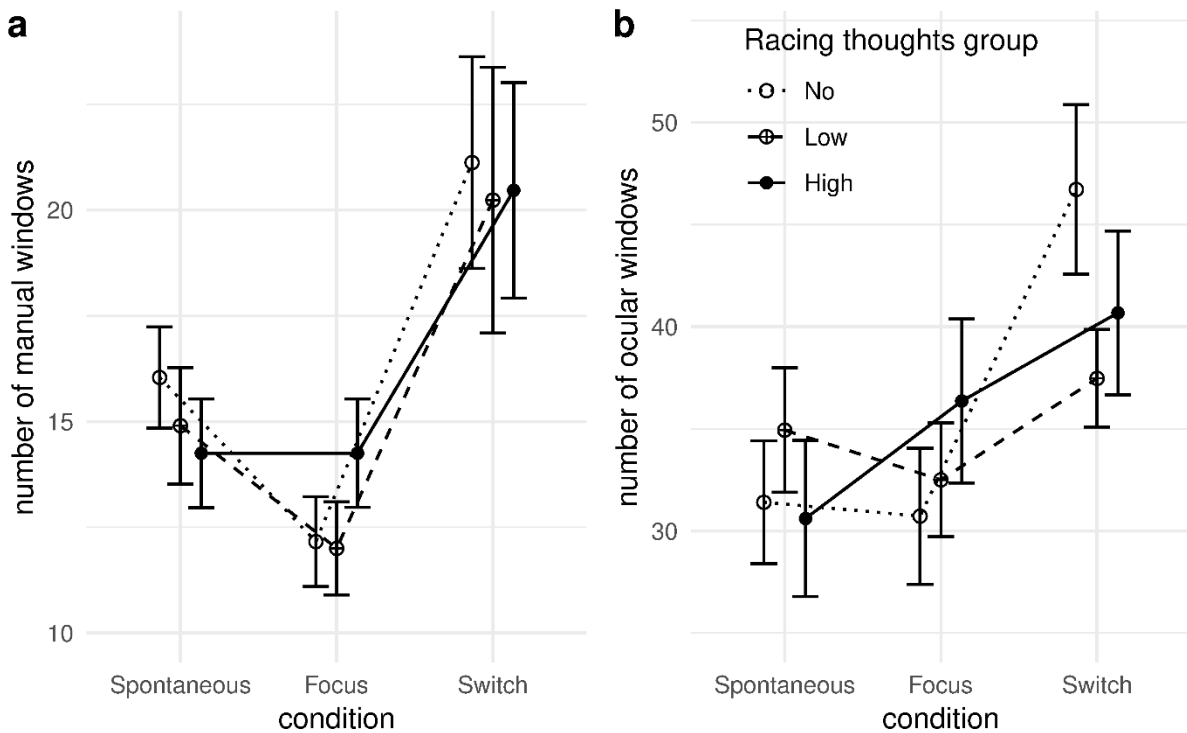 a
number of manual windows
20
15
10
Spontaneous
Focus
Switch
condition
b
Racing thoughts group
No
Low
High
number of ocular windows
50
40
30
Spontaneous
Focus
Switch
condition